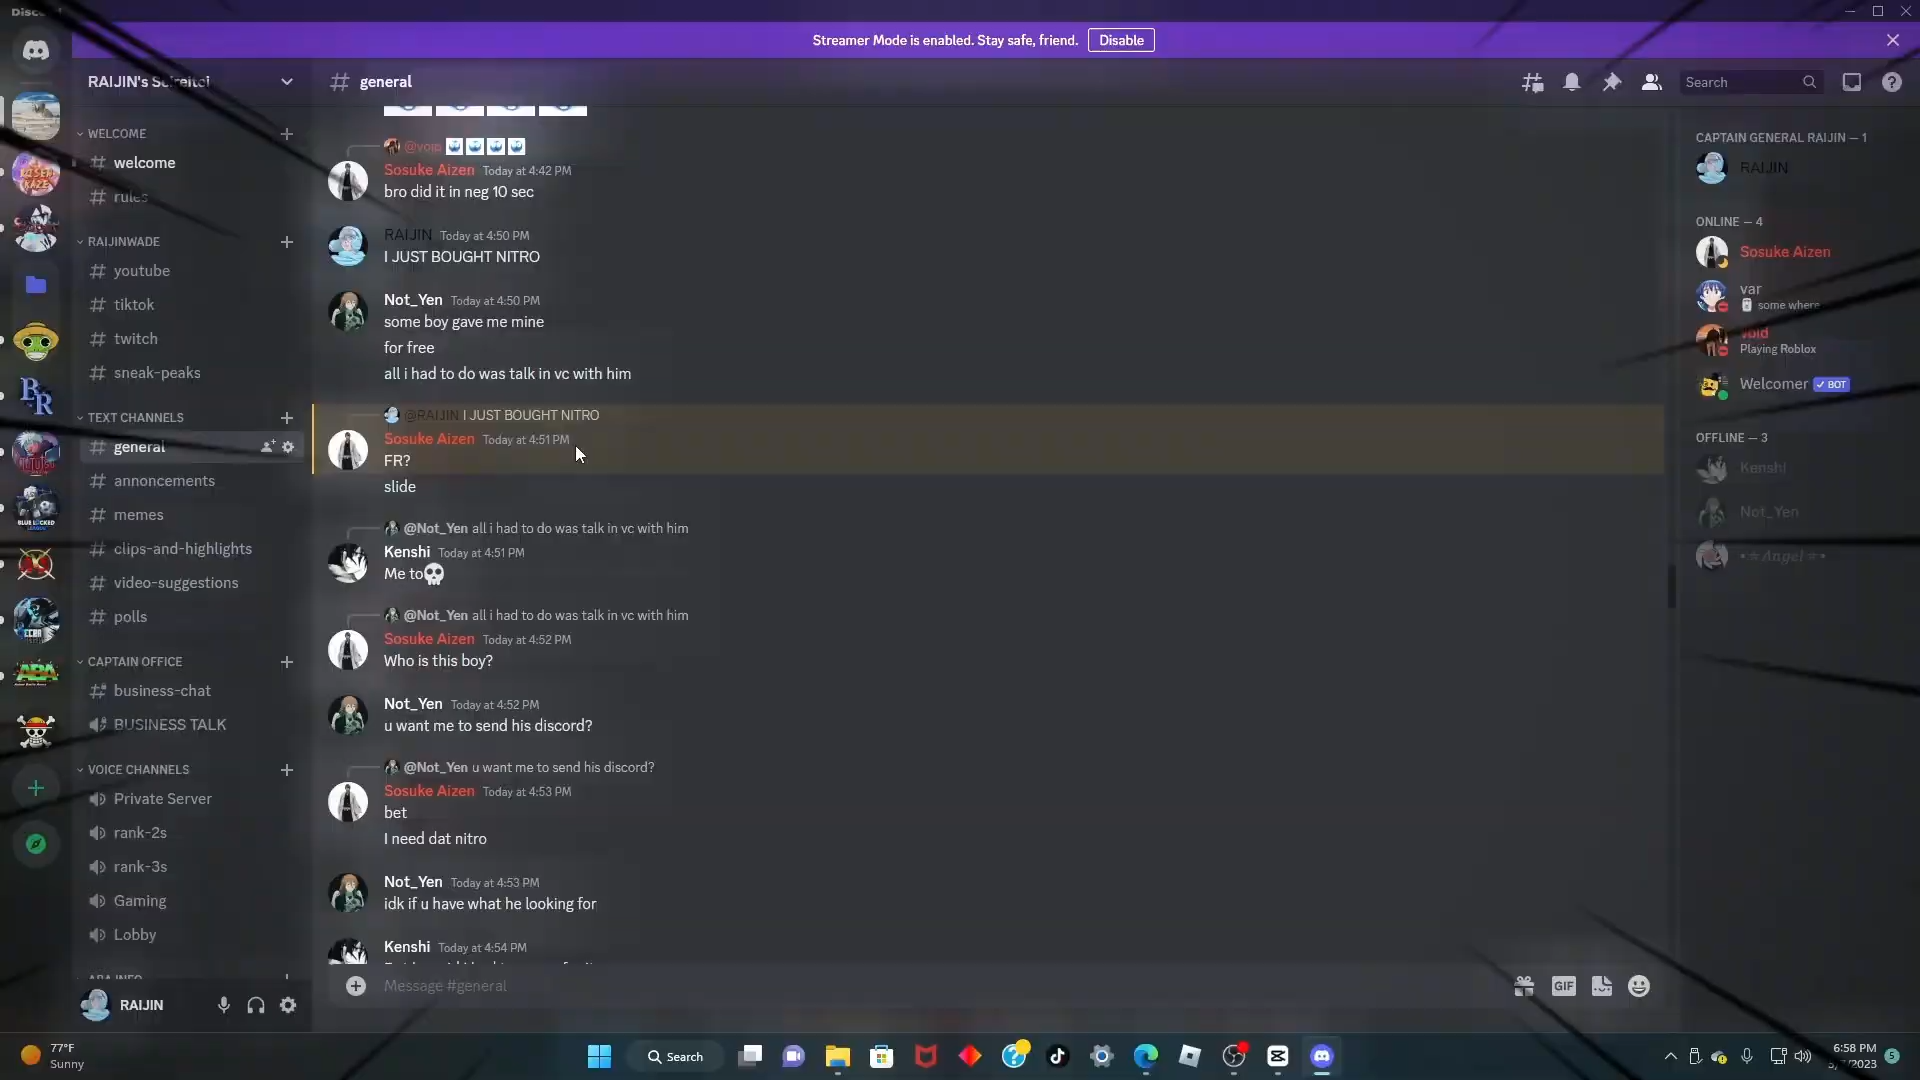 Streamer Mode is enabled. Stay safe, friend. Disable
RAIJIN's
# general
Search
WELCOME
welcome
rules
RAIJINWADE
youtube
tiktok
twitch
sneak-peaks
TEXT CHANNELS
general
annoncements
memes
clips-and-highlights
video-suggestions
polls
CAPTAIN OFFICE
business-chat
BUSINESS TALK
VOICE CHANNELS
Private Server
rank-2s
rank-3s
Gaming
Lobby
ABA INFO
RAIJIN
@void
Sosuke Aizen Today at 4:42 PM
bro did it in neg 10 sec
RAIJIN Today at 4:50 PM
I JUST BOUGHT NITRO
Not_Yen Today at 4:50 PM
some boy gave me mine
for free
all i had to do was talk in vc with him
@RAIJIN I JUST BOUGHT NITRO
Sosuke Aizen Today at 4:51 PM
FR?
slide
@Not_Yen all i had to do was talk in vc with him
Kenshi Today at 4:51 PM
Me to💀
@Not_Yen all i had to do was talk in vc with him
Sosuke Aizen Today at 4:52 PM
Who is this boy?
Not_Yen Today at 4:52 PM
u want me to send his discord?
@Not_Yen u want me to send his discord?
Sosuke Aizen Today at 4:53 PM
bet
I need dat nitro
Not_Yen Today at 4:53 PM
idk if u have what he looking for
Kenshi Today at 4:54 PM
Message #general
GIF
CAPTAIN GENERAL RAIJIN — 1
RAIJIN
ONLINE — 4
Sosuke Aizen
var
some where
void
Playing Roblox
Welcomer ✓ BOT
OFFLINE — 3
Kenshi
Not_Yen
Angel
77°F
Sunny
Search
6:58 PM
5